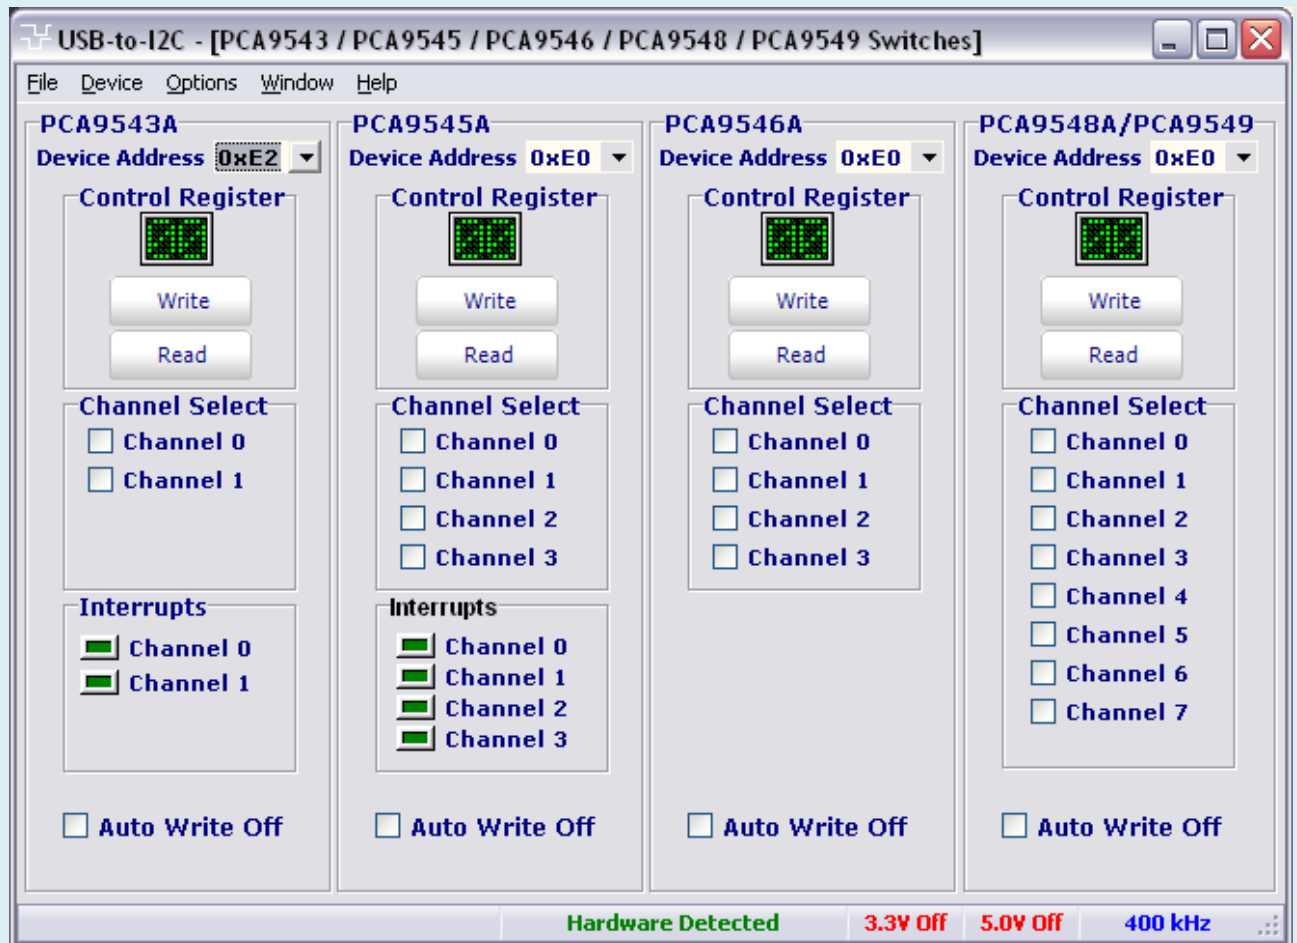 USB-to-I2C - [PCA9543 / PCA9545 / PCA9546 / PCA9548 / PCA9549 Switches]
File Device Options Window Help
PCA9543A
Device Address 0xE2
Control Register
00
Write
Read
Channel Select
Channel 0
Channel 1
Interrupts
Channel 0
Channel 1
Auto Write Off
PCA9545A
Device Address 0xE0
Control Register
00
Write
Read
Channel Select
Channel 0
Channel 1
Channel 2
Channel 3
Interrupts
Channel 0
Channel 1
Channel 2
Channel 3
Auto Write Off
PCA9546A
Device Address 0xE0
Control Register
00
Write
Read
Channel Select
Channel 0
Channel 1
Channel 2
Channel 3
Auto Write Off
PCA9548A/PCA9549
Device Address 0xE0
Control Register
00
Write
Read
Channel Select
Channel 0
Channel 1
Channel 2
Channel 3
Channel 4
Channel 5
Channel 6
Channel 7
Auto Write Off
Hardware Detected 3.3V Off 5.0V Off 400 kHz